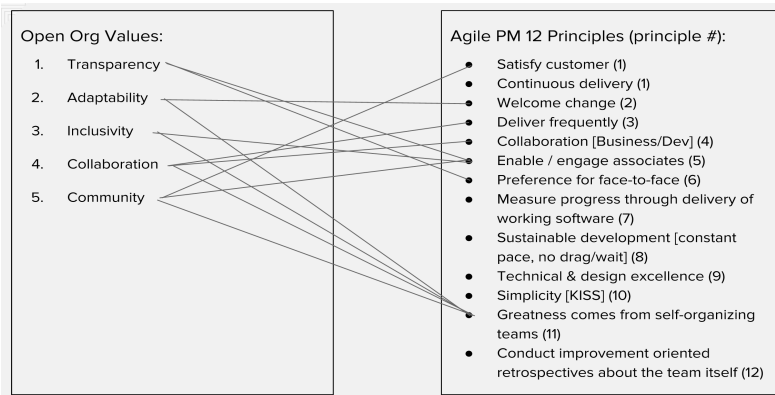 Open Org Values:
1. Transparency
2. Adaptability
3. Inclusivity
4. Collaboration
5. Community
Agile PM 12 Principles (principle #):
● Satisfy customer (1)
● Continuous delivery (1)
● Welcome change (2)
● Deliver frequently (3)
● Collaboration [Business/Dev] (4)
● Enable / engage associates (5)
● Preference for face-to-face (6)
● Measure progress through delivery of
working software (7)
● Sustainable development [constant
pace, no drag/wait] (8)
● Technical & design excellence (9)
● Simplicity [KISS] (10)
● Greatness comes from self-organizing
teams (11)
● Conduct improvement oriented
retrospectives about the team itself (12)